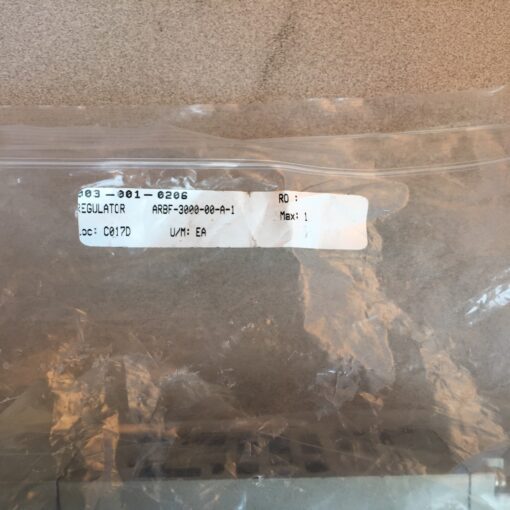 003-001-0206
REGULATOR ARBF-3000-00-A-1
Loc: C017D U/M: EA
RO :
Max: 1